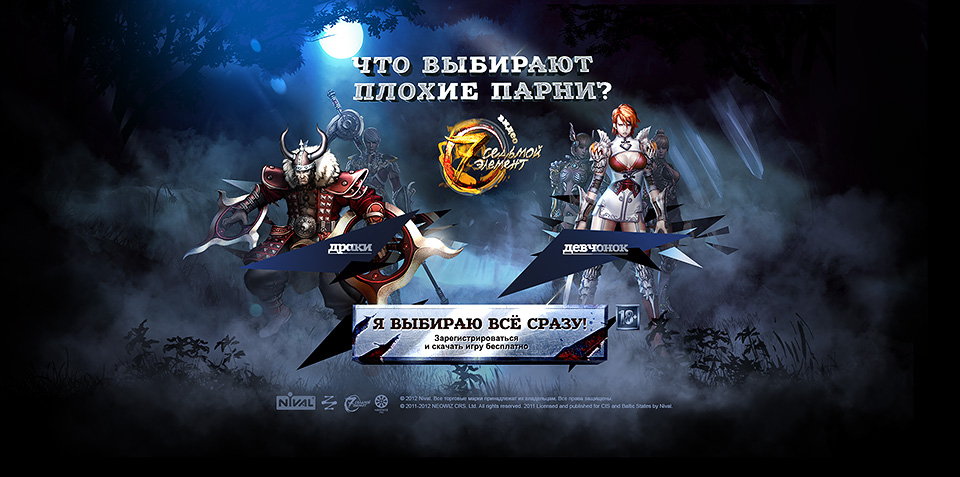 ЧТО ВЫБИРАЮТ
ПЛОХИЕ ПАРНИ?
ВИДЕО
7
седьмой
элемент
драки
девчонок
Я ВЫБИРАЮ ВСЁ СРАЗУ!
18+
Зарегистрироваться
и скачать игру бесплатно
NIVAL
© 2012 Nival. Все торговые марки принадлежат их владельцам. Все права защищены.
© 2011-2012 NEOWIZ CRS. Ltd. All rights reserved. 2011 Licensed and published for CIS and Baltic States by Nival.